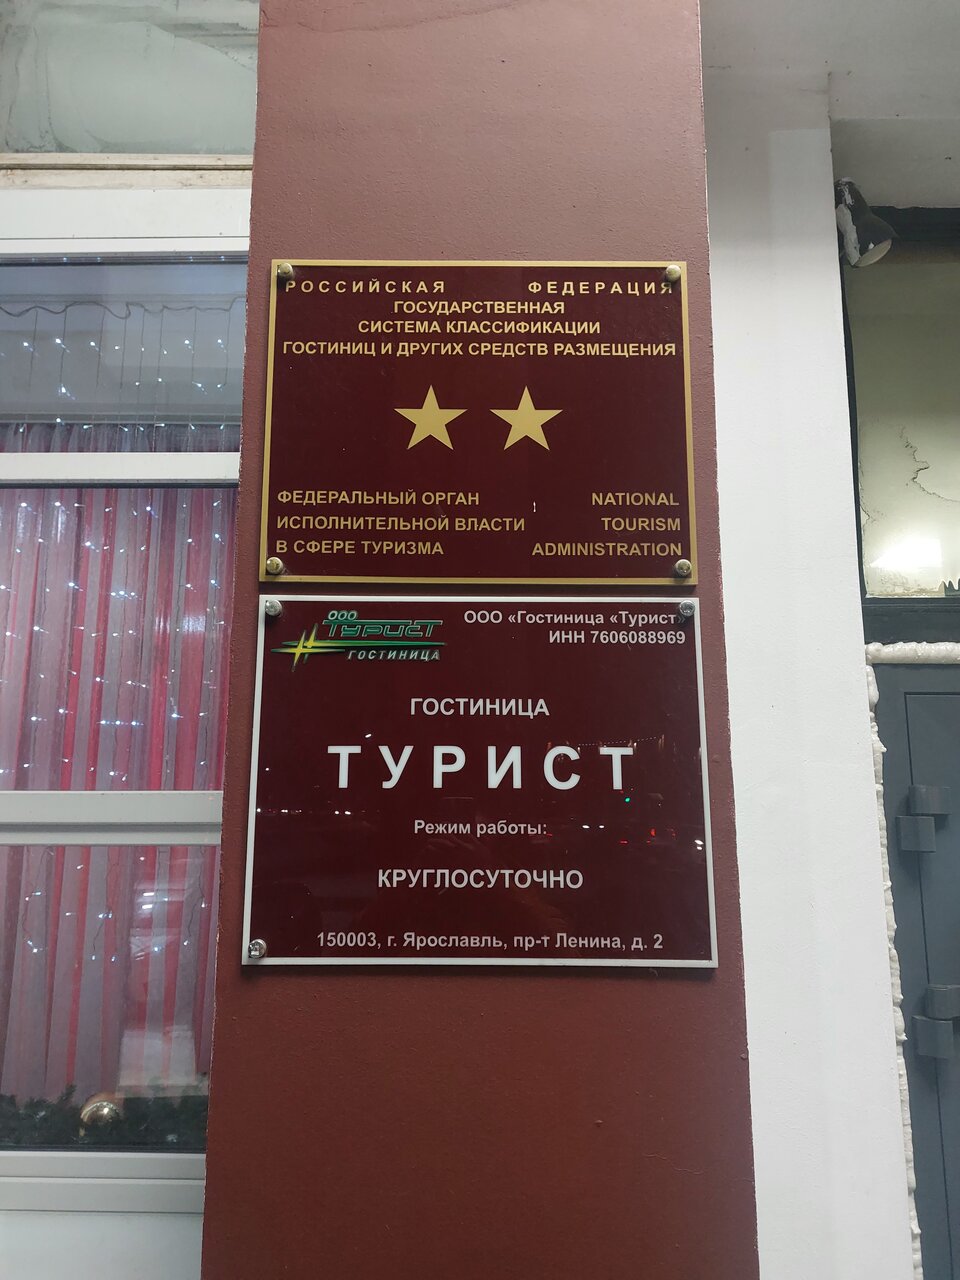 РОССИЙСКАЯ ФЕДЕРАЦИЯ
ГОСУДАРСТВЕННАЯ
СИСТЕМА КЛАССИФИКАЦИИ
ГОСТИНИЦ И ДРУГИХ СРЕДСТВ РАЗМЕЩЕНИЯ
ФЕДЕРАЛЬНЫЙ ОРГАН
ИСПОЛНИТЕЛЬНОЙ ВЛАСТИ
В СФЕРЕ ТУРИЗМА
NATIONAL
TOURISM
ADMINISTRATION
ООО
ТУРИСТ
ГОСТИНИЦА
ООО «Гостиница «Турист»
ИНН 7606088969
ГОСТИНИЦА
ТУРИСТ
Режим работы:
КРУГЛОСУТОЧНО
150003, г. Ярославль, пр-т Ленина, д. 2